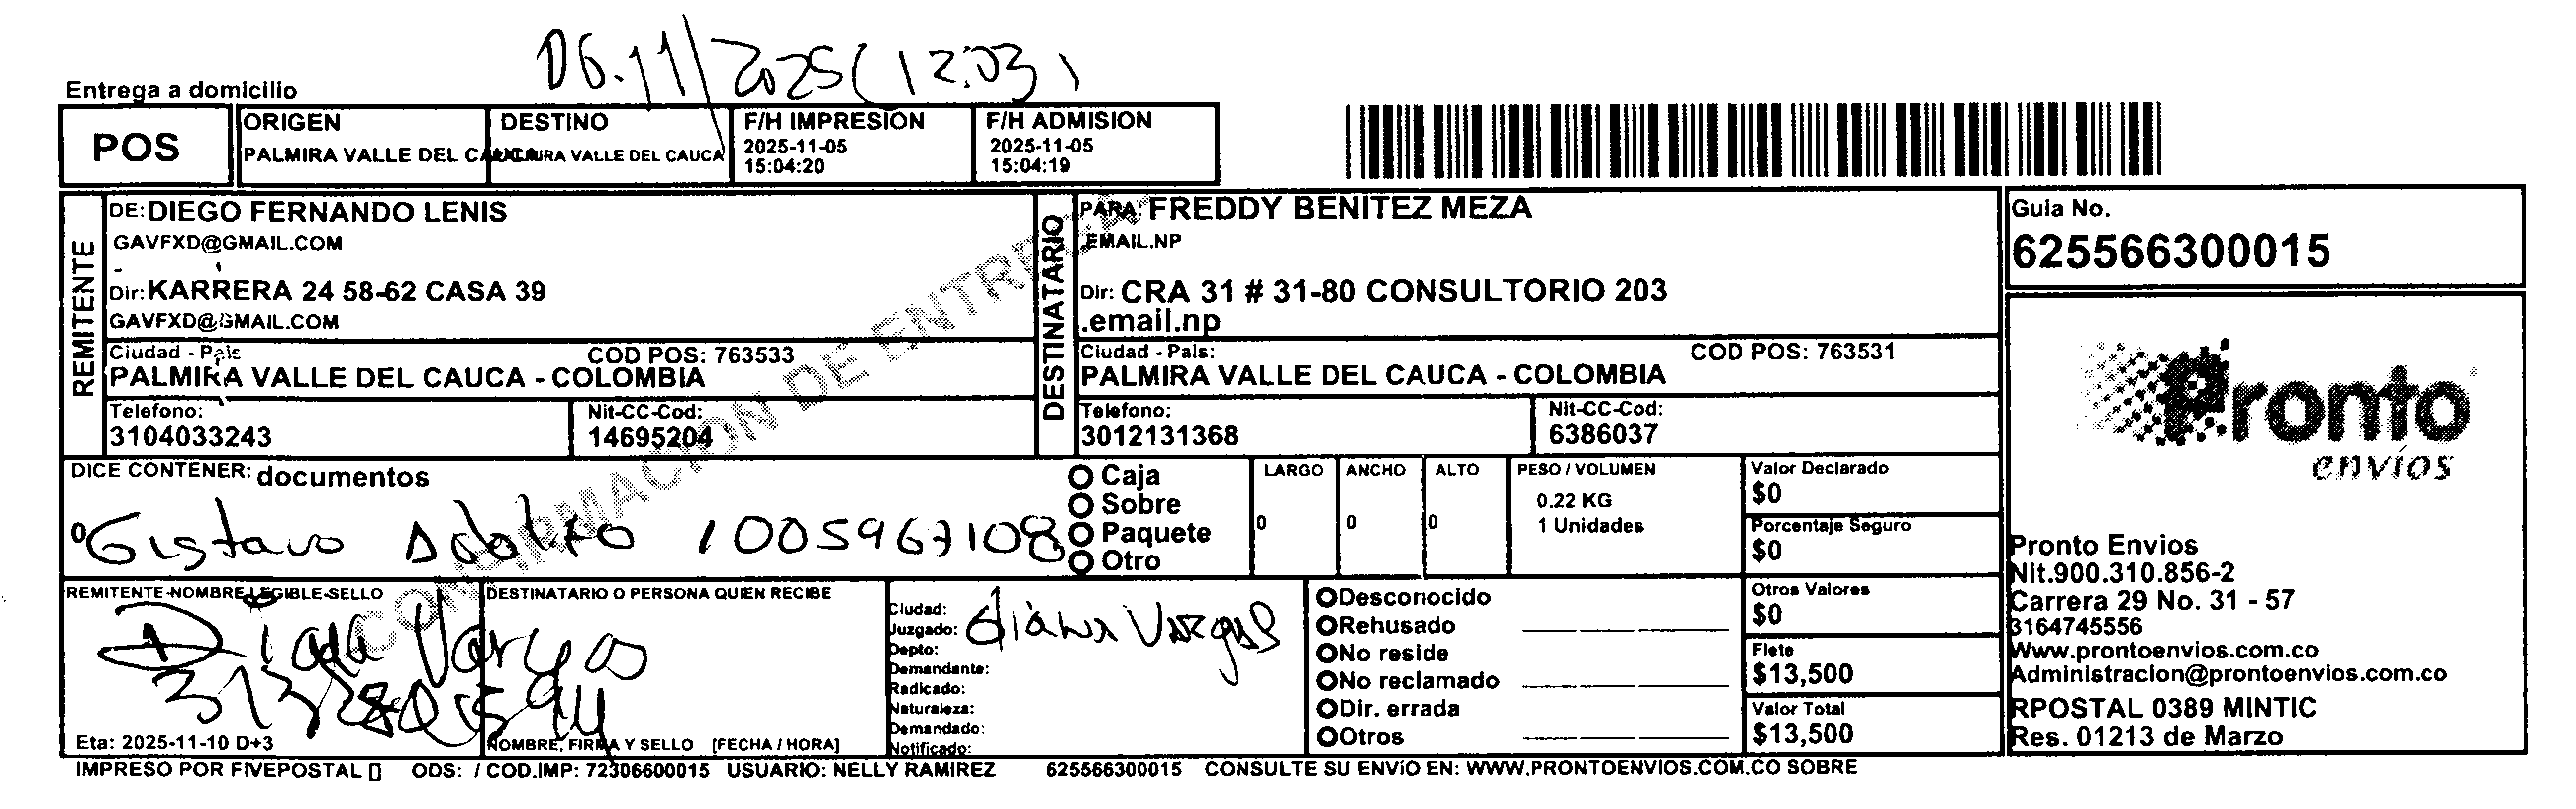 06.11/2025 (12:03)
Entrega a domicilio
POS
ORIGEN
PALMIRA VALLE DEL CAUCA
DESTINO
PALMIRA VALLE DEL CAUCA
F/H IMPRESION
2025-11-05
15:04:20
F/H ADMISION
2025-11-05
15:04:19
REMITENTE
DE: DIEGO FERNANDO LENIS
GAVFXD@GMAIL.COM
-
Dir: KARRERA 24 58-62 CASA 39
GAVFXD@GMAIL.COM
Ciudad - Pais
COD POS: 763533
PALMIRA VALLE DEL CAUCA - COLOMBIA
Telefono:
3104033243
Nit-CC-Cod:
14695204
DESTINATARIO
PARA: FREDDY BENITEZ MEZA
.EMAIL.NP
Dir: CRA 31 # 31-80 CONSULTORIO 203
.email.np
Ciudad - Pais:
COD POS: 763531
PALMIRA VALLE DEL CAUCA - COLOMBIA
Telefono:
3012131368
Nit-CC-Cod:
6386037
Guia No.
625566300015
CONFIRMACION DE ENTREGA
DICE CONTENER: documentos
0
Gustavo Adolfo 1005967108
Caja
Sobre
Paquete
Otro
LARGO
0
ANCHO
0
ALTO
0
PESO / VOLUMEN
0.22 KG
1 Unidades
Valor Declarado
$0
Porcentaje Seguro
$0
Otros Valores
$0
Flete
$13,500
Valor Total
$13,500
REMITENTE-NOMBRE LEGIBLE-SELLO
Diana Vargas
Eta: 2025-11-10 D+3
DESTINATARIO O PERSONA QUIEN RECIBE
NOMBRE, FIRMA Y SELLO [FECHA / HORA]
Ciudad:
Juzgado:
Depto:
Demandante:
Radicado:
Naturaleza:
Demandado:
Notificado:
diana Vargas
Desconocido
Rehusado
No reside
No reclamado
Dir. errada
Otros
Pronto
envíos
Pronto Envios
Nit.900.310.856-2
Carrera 29 No. 31 - 57
3164745556
Www.prontoenvios.com.co
Administracion@prontoenvios.com.co
RPOSTAL 0389 MINTIC
Res. 01213 de Marzo
IMPRESO POR FIVEPOSTAL [] ODS: / COD.IMP: 72306600015 USUARIO: NELLY RAMIREZ 625566300015 CONSULTE SU ENVíO EN: WWW.PRONTOENVIOS.COM.CO SOBRE